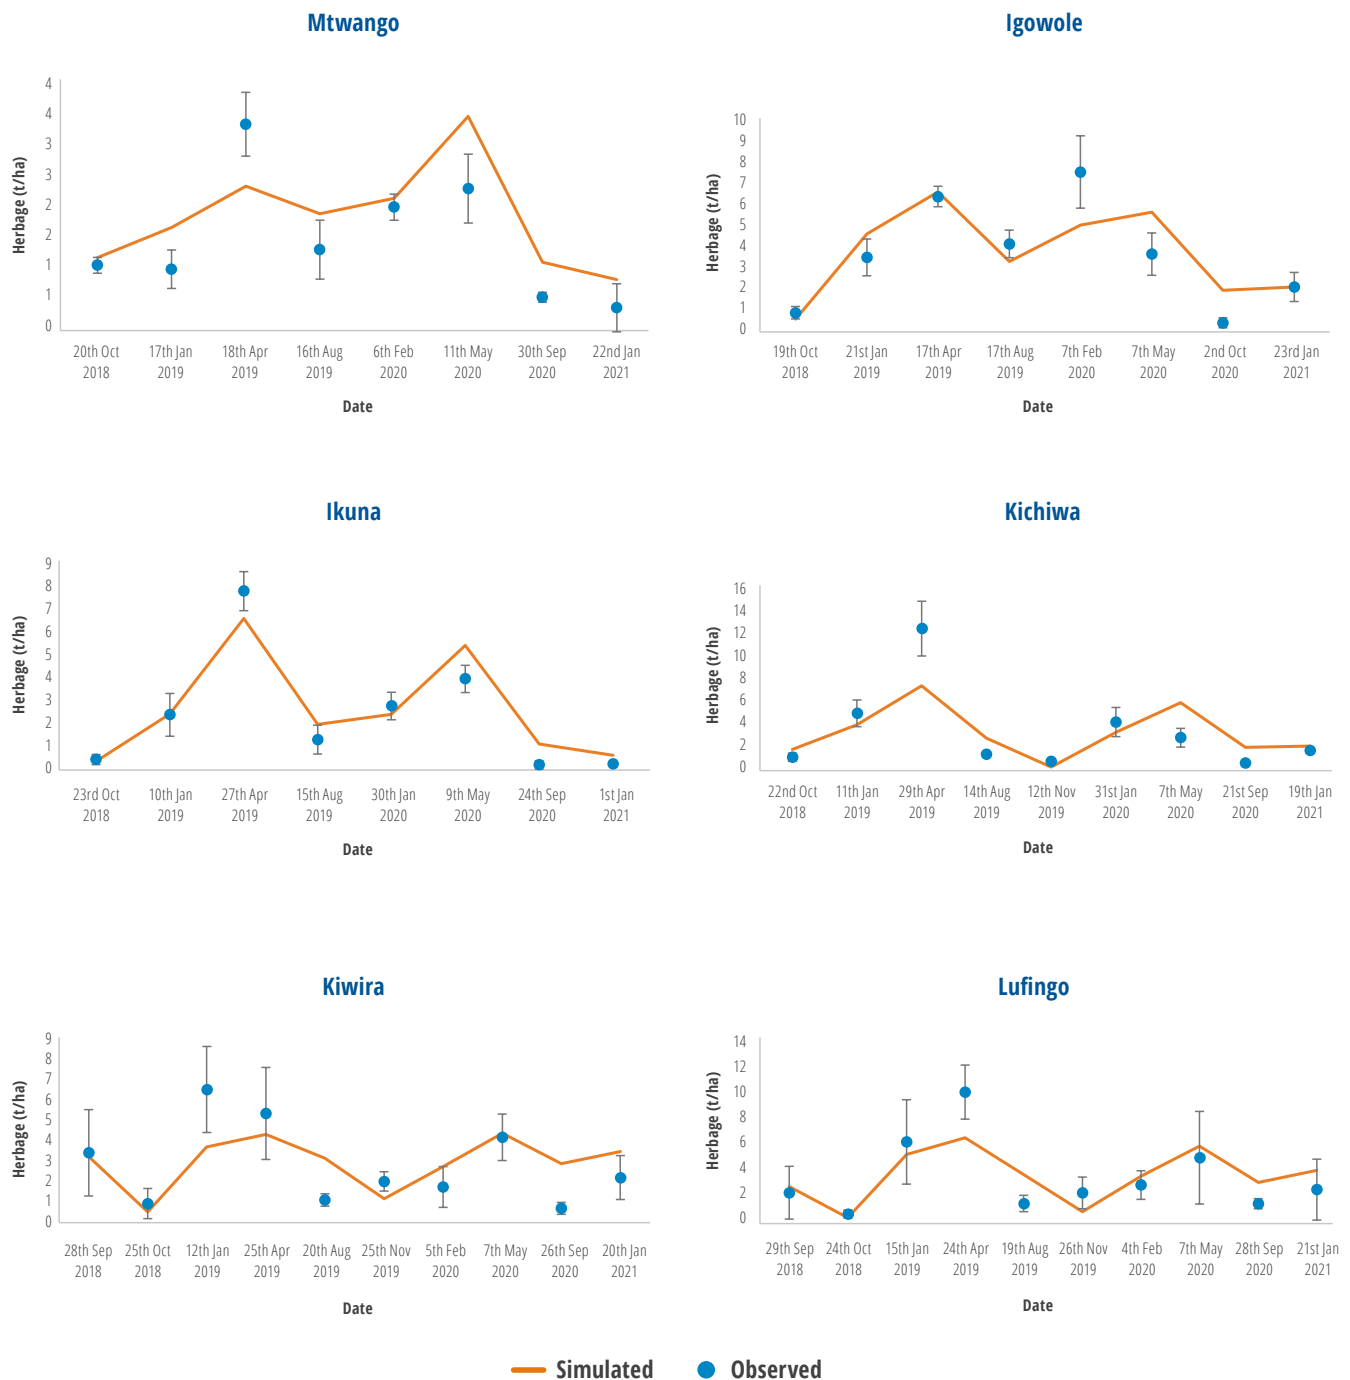 Mtwango
Herbage (t/ha)
4
4
3
3
2
2
1
1
0
20th Oct 2018
17th Jan 2019
18th Apr 2019
16th Aug 2019
6th Feb 2020
11th May 2020
30th Sep 2020
22nd Jan 2021
Date
Igowole
Herbage (t/ha)
10
9
8
7
6
5
4
3
2
1
0
19th Oct 2018
21st Jan 2019
17th Apr 2019
17th Aug 2019
7th Feb 2020
7th May 2020
2nd Oct 2020
23rd Jan 2021
Date
Ikuna
Herbage (t/ha)
9
8
7
6
5
4
3
2
1
0
23rd Oct 2018
10th Jan 2019
27th Apr 2019
15th Aug 2019
30th Jan 2020
9th May 2020
24th Sep 2020
1st Jan 2021
Date
Kichiwa
Herbage (t/ha)
16
14
12
10
8
6
4
2
0
22nd Oct 2018
11th Jan 2019
29th Apr 2019
14th Aug 2019
12th Nov 2019
31st Jan 2020
7th May 2020
21st Sep 2020
19th Jan 2021
Date
Kiwira
Herbage (t/ha)
9
8
7
6
5
4
3
2
1
0
28th Sep 2018
25th Oct 2018
12th Jan 2019
25th Apr 2019
20th Aug 2019
25th Nov 2019
5th Feb 2020
7th May 2020
26th Sep 2020
20th Jan 2021
Date
Lufingo
Herbage (t/ha)
14
12
10
8
6
4
2
0
29th Sep 2018
24th Oct 2018
15th Jan 2019
24th Apr 2019
19th Aug 2019
26th Nov 2019
4th Feb 2020
7th May 2020
28th Sep 2020
21st Jan 2021
Date
Simulated
Observed